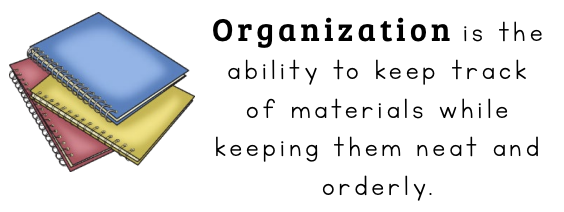 Organization is the
ability to keep track
of materials while
keeping them neat and
orderly.